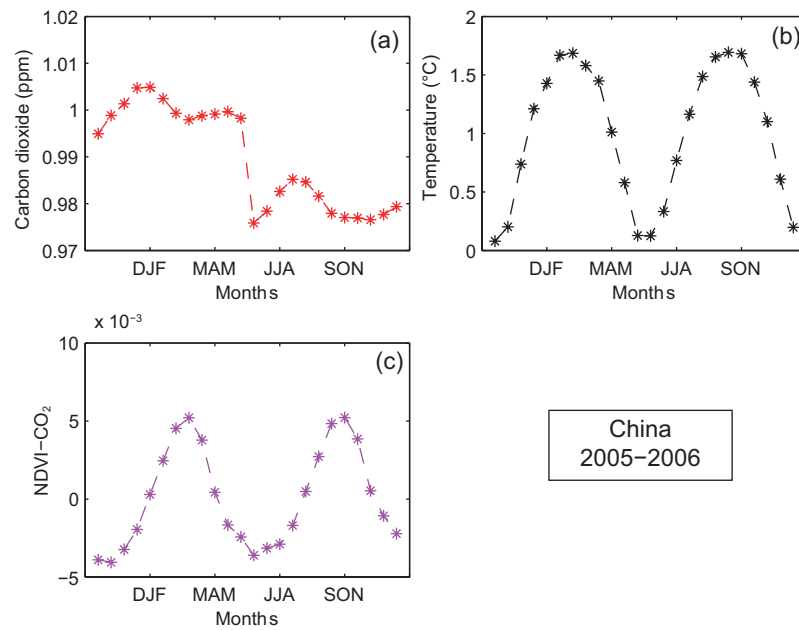 (a)
Carbon dioxide (ppm)
1.02
1.01
1
0.99
0.98
0.97
DJF MAM JJA SON
Months
(b)
Temperature (°C)
2
1.5
1
0.5
0
DJF MAM JJA SON
Months
x 10⁻³
(c)
NDVI−CO₂
10
5
0
−5
DJF MAM JJA SON
Months
China
2005−2006